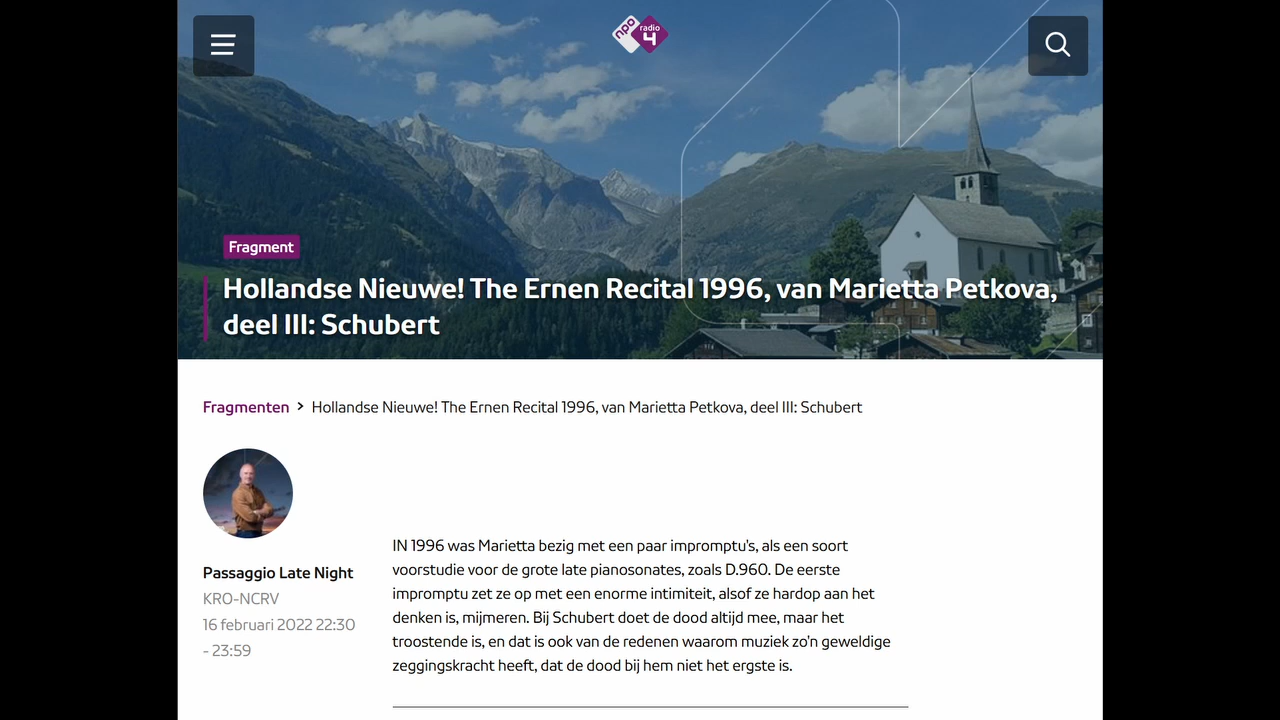 npo
radio
4
Fragment
Hollandse Nieuwe! The Ernen Recital 1996, van Marietta Petkova,
deel III: Schubert
Fragmenten > Hollandse Nieuwe! The Ernen Recital 1996, van Marietta Petkova, deel III: Schubert
Passaggio Late Night
KRO-NCRV
16 februari 2022 22:30
- 23:59
IN 1996 was Marietta bezig met een paar impromptu's, als een soort
voorstudie voor de grote late pianosonates, zoals D.960. De eerste
impromptu zet ze op met een enorme intimiteit, alsof ze hardop aan het
denken is, mijmeren. Bij Schubert doet de dood altijd mee, maar het
troostende is, en dat is ook van de redenen waarom muziek zo'n geweldige
zeggingskracht heeft, dat de dood bij hem niet het ergste is.